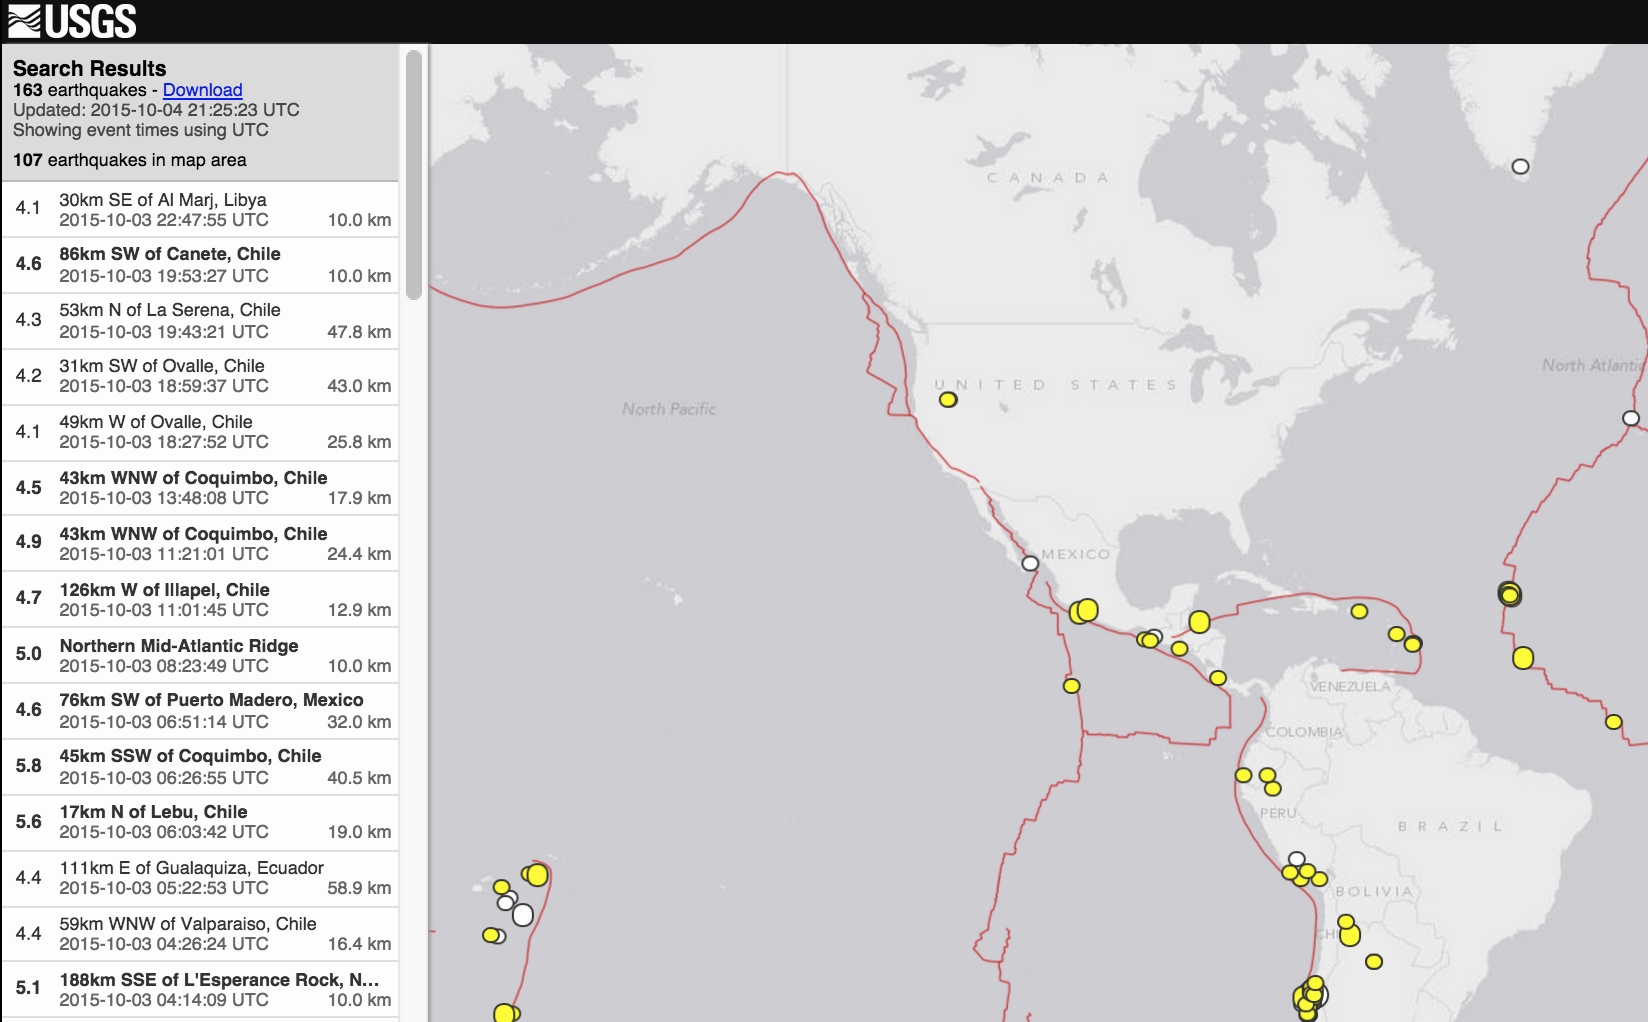 USGS
Search Results
163 earthquakes - Download
Updated: 2015-10-04 21:25:23 UTC
Showing event times using UTC
107 earthquakes in map area
4.1
30km SE of Al Marj, Libya
2015-10-03 22:47:55 UTC 10.0 km
4.6
86km SW of Canete, Chile
2015-10-03 19:53:27 UTC 10.0 km
4.3
53km N of La Serena, Chile
2015-10-03 19:43:21 UTC 47.8 km
4.2
31km SW of Ovalle, Chile
2015-10-03 18:59:37 UTC 43.0 km
4.1
49km W of Ovalle, Chile
2015-10-03 18:27:52 UTC 25.8 km
4.5
43km WNW of Coquimbo, Chile
2015-10-03 13:48:08 UTC 17.9 km
4.9
43km WNW of Coquimbo, Chile
2015-10-03 11:21:01 UTC 24.4 km
4.7
126km W of Illapel, Chile
2015-10-03 11:01:45 UTC 12.9 km
5.0
Northern Mid-Atlantic Ridge
2015-10-03 08:23:49 UTC 10.0 km
4.6
76km SW of Puerto Madero, Mexico
2015-10-03 06:51:14 UTC 32.0 km
5.8
45km SSW of Coquimbo, Chile
2015-10-03 06:26:55 UTC 40.5 km
5.6
17km N of Lebu, Chile
2015-10-03 06:03:42 UTC 19.0 km
4.4
111km E of Gualaquiza, Ecuador
2015-10-03 05:22:53 UTC 58.9 km
4.4
59km WNW of Valparaiso, Chile
2015-10-03 04:26:24 UTC 16.4 km
5.1
188km SSE of L'Esperance Rock, N...
2015-10-03 04:14:09 UTC 10.0 km
CANADA
North Atlantic
UNITED STATES
North Pacific
MEXICO
VENEZUELA
COLOMBIA
PERU
BRAZIL
BOLIVIA
CH